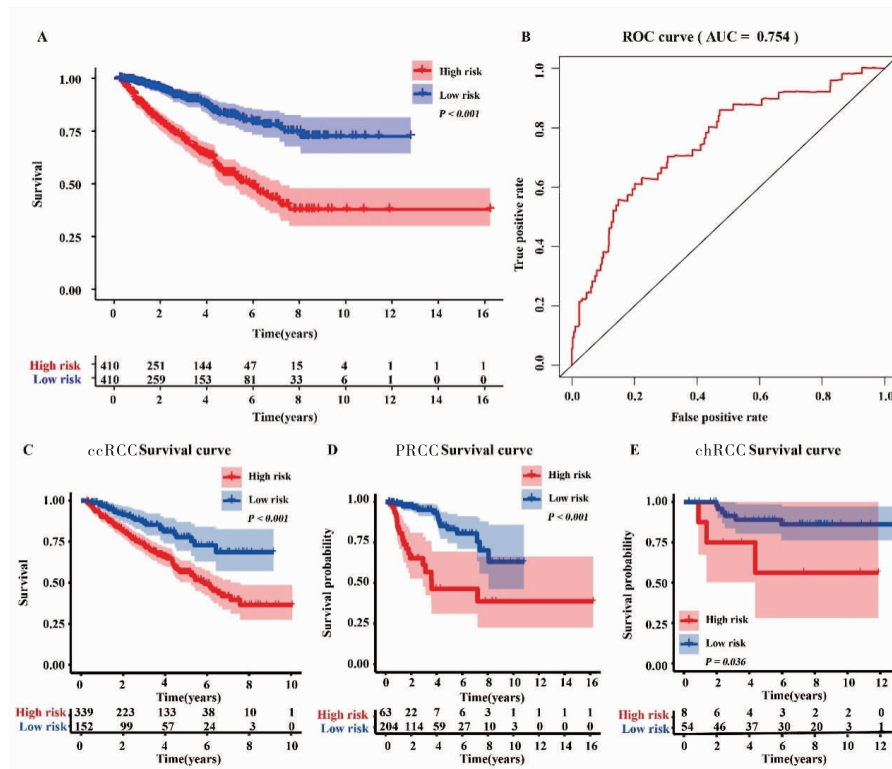 A
High risk
Low risk
P < 0.001
Survival
1.00
0.75
0.50
0.25
0.00
0 2 4 6 8 10 12 14 16
Time(years)
High risk 410 251 144 47 15 4 1 1 1
Low risk 410 259 153 81 33 6 1 0 0
0 2 4 6 8 10 12 14 16
Time(years)
B
ROC curve ( AUC = 0.754 )
True positive rate
1.0
0.8
0.6
0.4
0.2
0.0
0.0 0.2 0.4 0.6 0.8 1.0
False positive rate
C
ccRCC Survival curve
High risk
Low risk
P < 0.001
Survival
1.00
0.75
0.50
0.25
0.00
0 2 4 6 8 10
Time(years)
High risk 339 223 133 38 10 1
Low risk 152 99 57 24 3 0
0 2 4 6 8 10
Time(years)
D
PRCC Survival curve
High risk
Low risk
P < 0.001
Survival probability
1.00
0.75
0.50
0.25
0.00
0 2 4 6 8 10 12 14 16
Time(years)
High risk 63 22 7 6 3 1 1 1 1
Low risk 204 114 59 27 10 3 0 0 0
0 2 4 6 8 10 12 14 16
Time(years)
E
chRCC Survival curve
High risk
Low risk
P = 0.036
Survival probability
1.00
0.75
0.50
0.25
0.00
0 2 4 6 8 10 12
Time(years)
High risk 8 6 4 3 2 2 0
Low risk 54 46 37 30 20 3 1
0 2 4 6 8 10 12
Time(years)